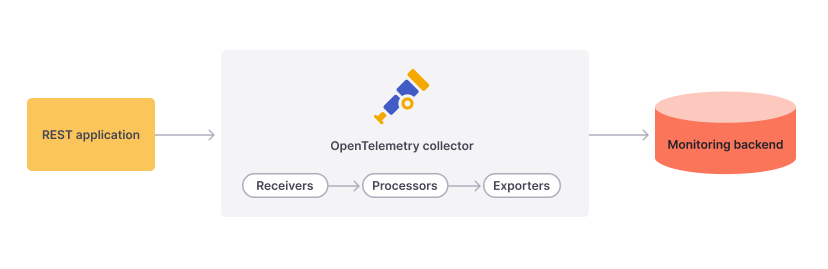 REST application
OpenTelemetry collector
Receivers
Processors
Exporters
Monitoring backend